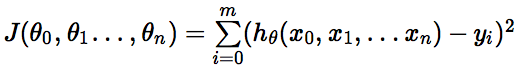 J(θ₀, θ₁ . . . , θₙ) = ∑ᵢ₌₀ᵐ (h_θ(x₀, x₁, . . . xₙ) − yᵢ)²